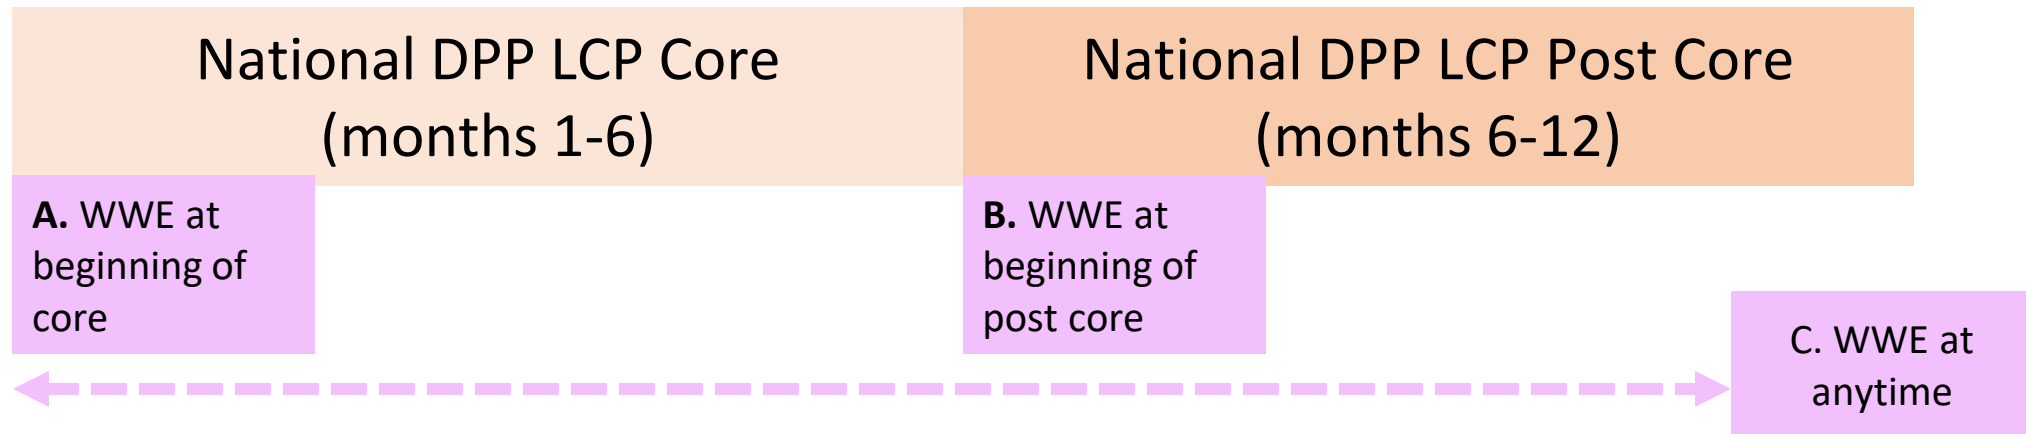 National DPP LCP Core
(months 1-6)
National DPP LCP Post Core
(months 6-12)
A. WWE at
beginning of
core
B. WWE at
beginning of
post core
C. WWE at
anytime